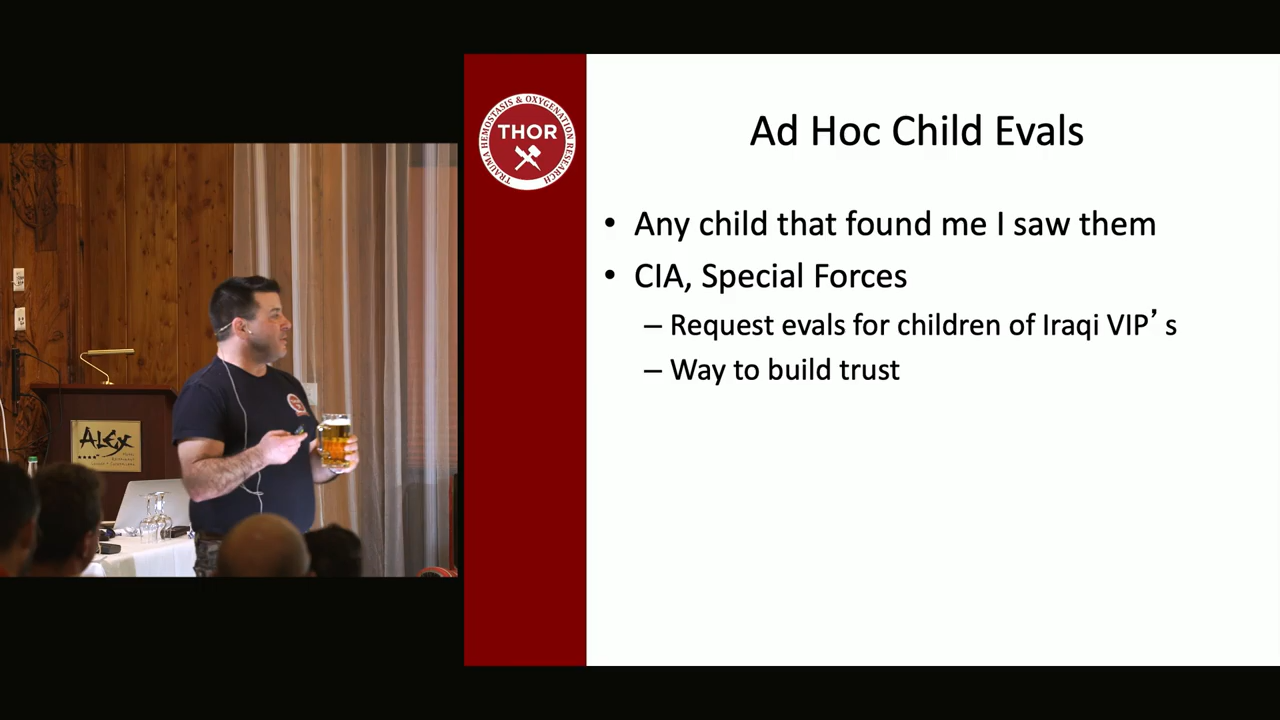 TRAUMA HEMOSTASIS & OXYGENATION RESEARCH
THOR
Ad Hoc Child Evals
• Any child that found me I saw them
• CIA, Special Forces
– Request evals for children of Iraqi VIP’s
– Way to build trust
ALEX